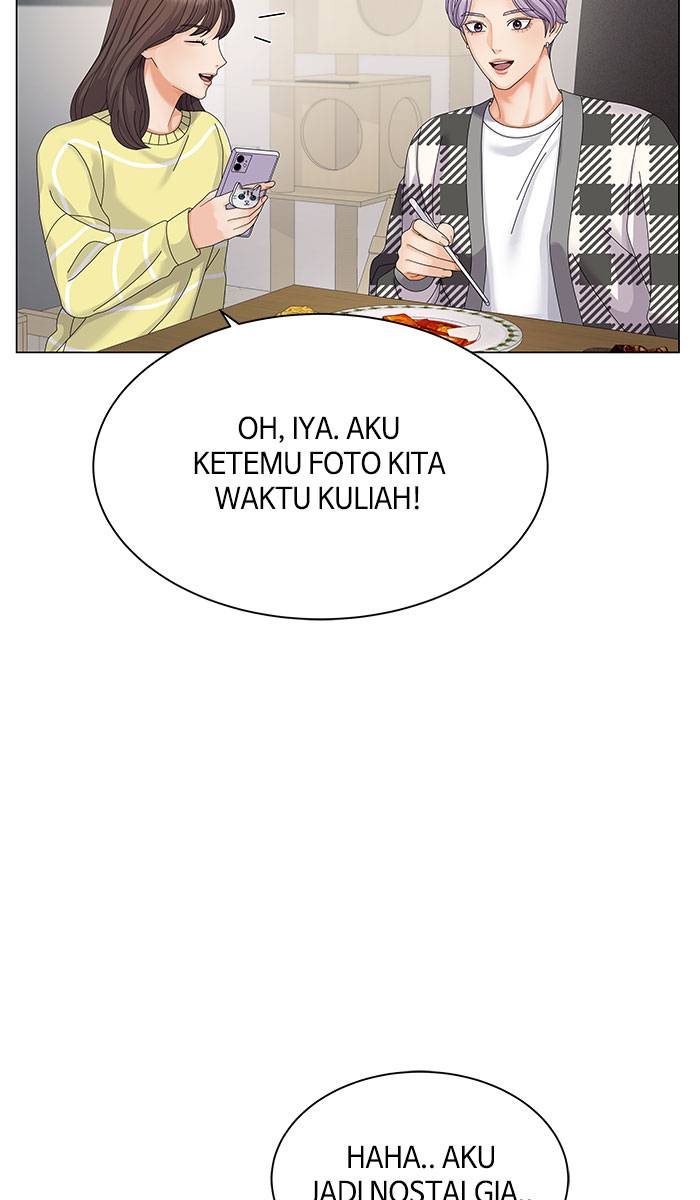 OH, IYA. AKU
KETEMU FOTO KITA
WAKTU KULIAH!
HAHA.. AKU
JADI NOSTALGIA..